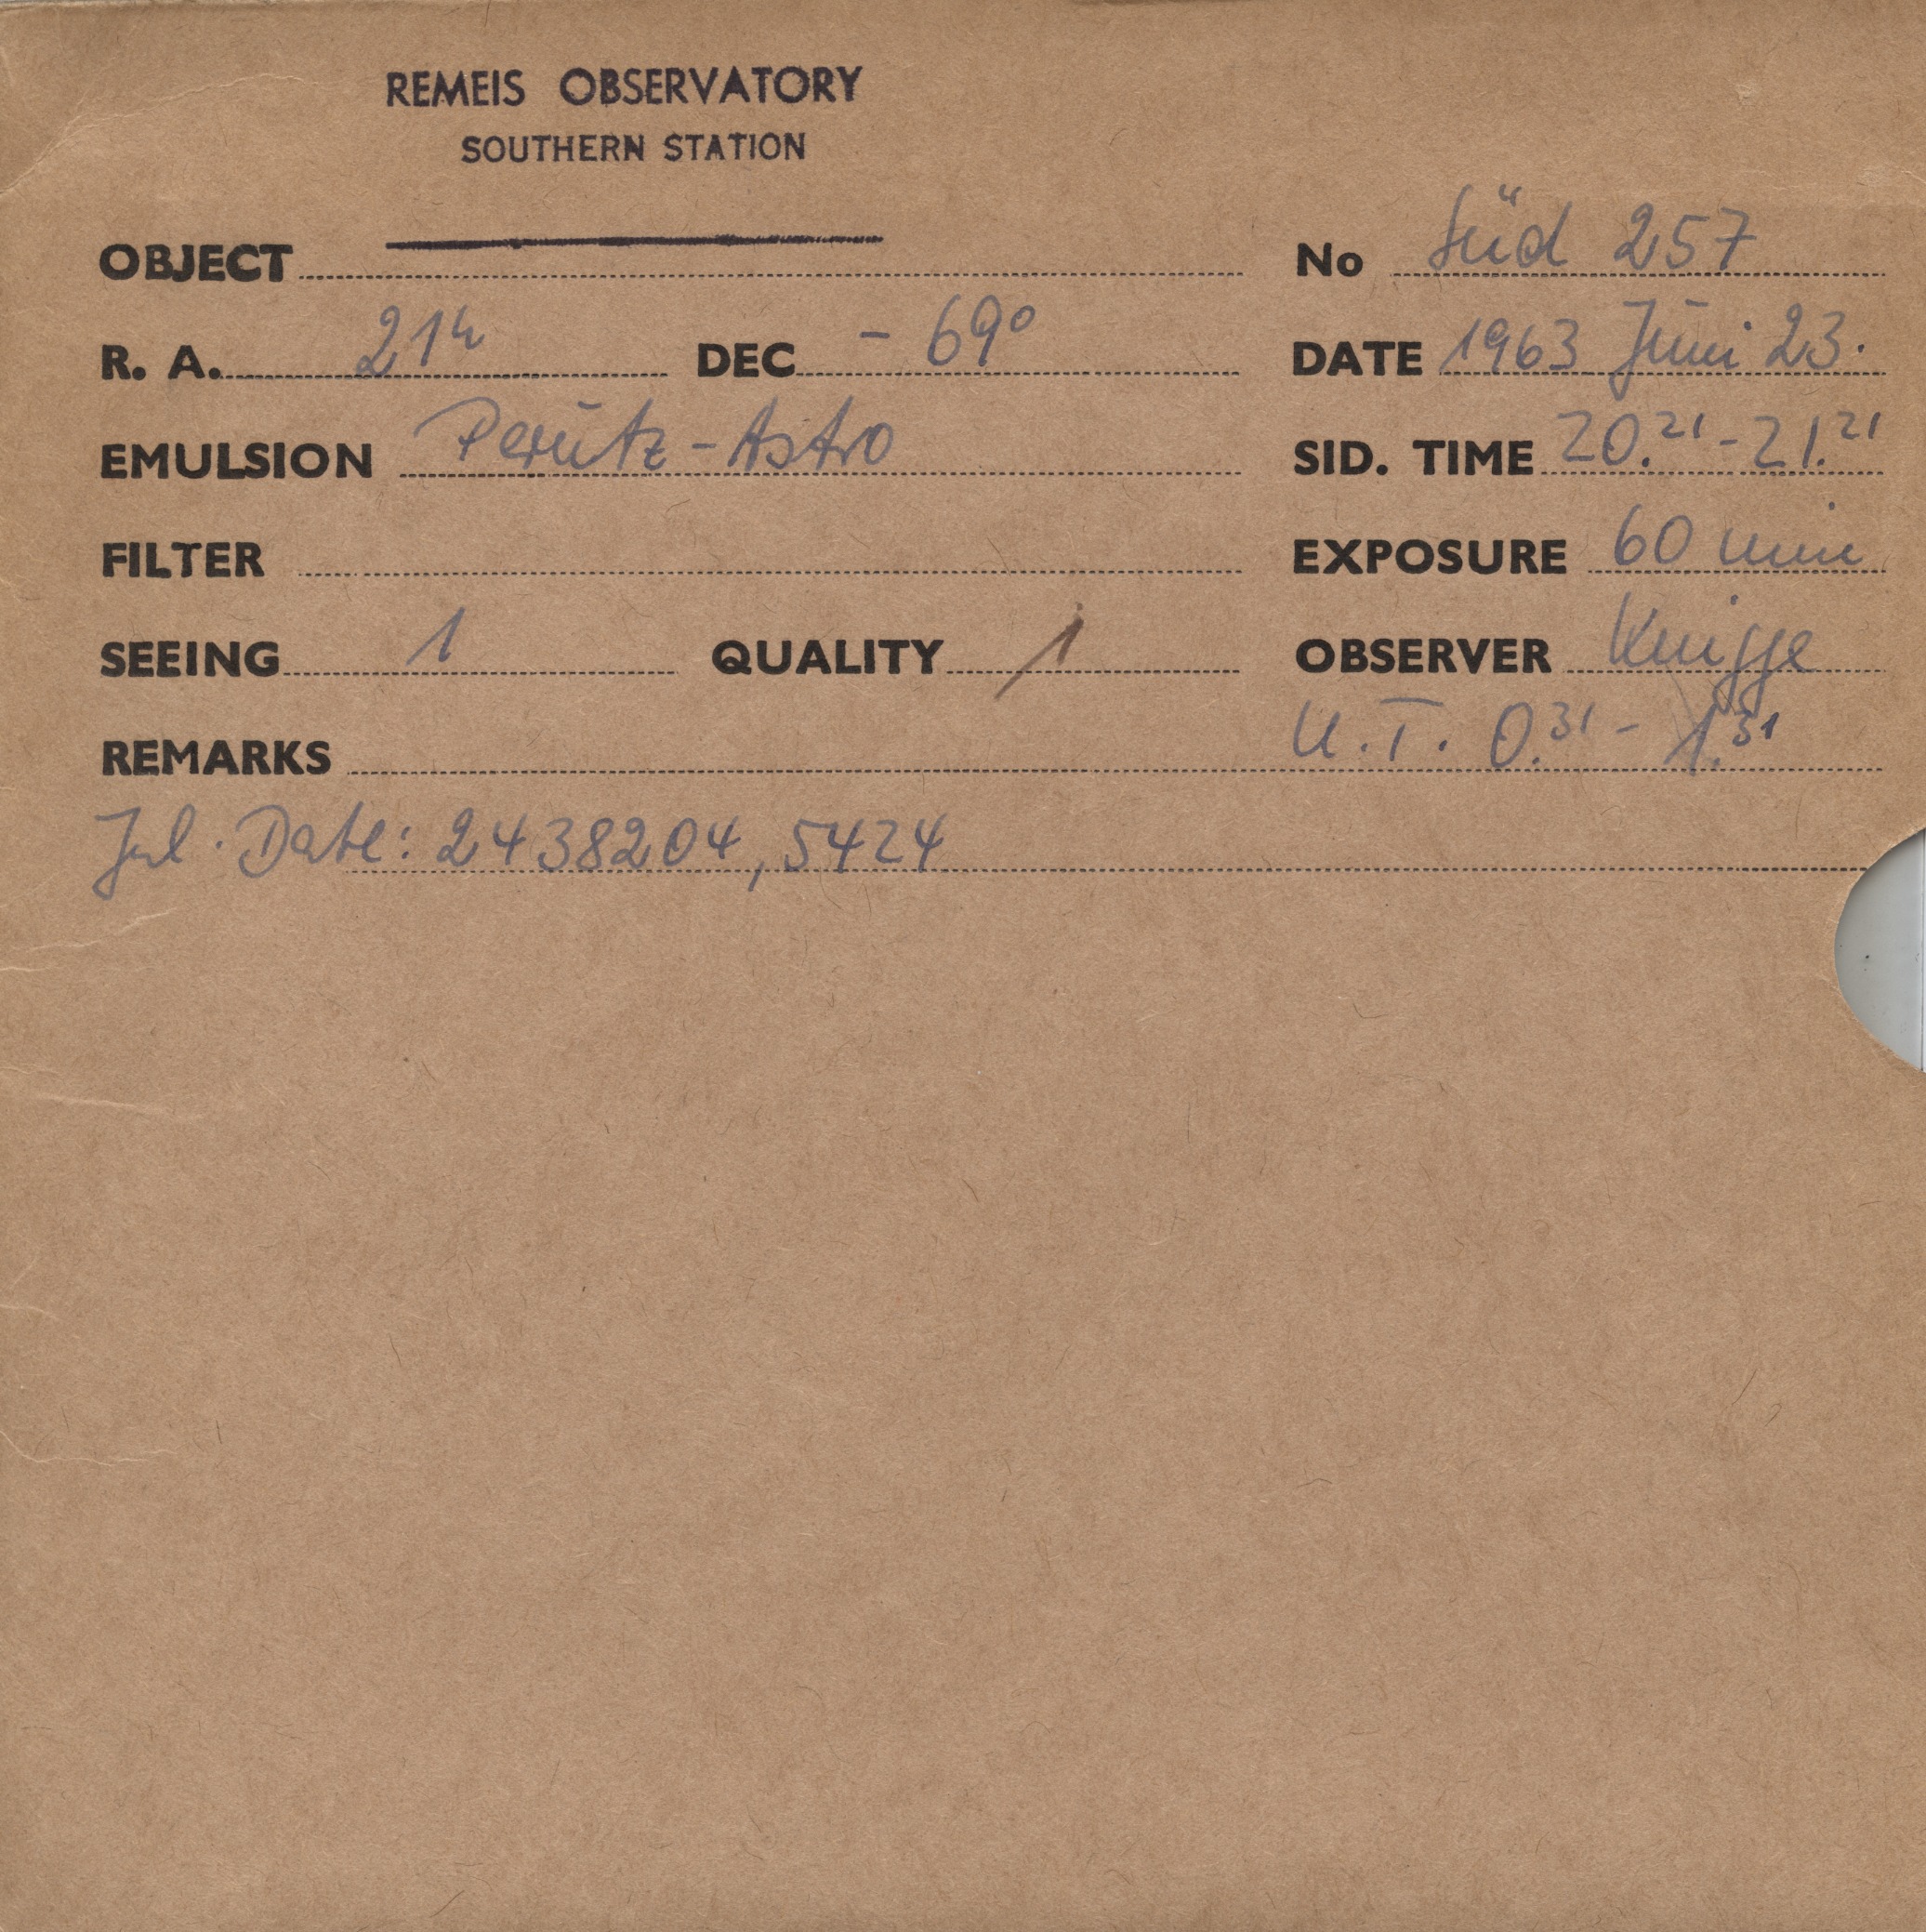 REMEIS OBSERVATORY
SOUTHERN STATION
OBJECT No Süd 257
R. A. 21h DEC - 69° DATE 1963 Juni 23.
EMULSION Perutz - Astro SID. TIME 20.21 - 21.21
FILTER EXPOSURE 60 min
SEEING 1 QUALITY 1 OBSERVER Knigge
REMARKS U.T. 0.31 - 1.31
Jul. Date: 2438204,5424